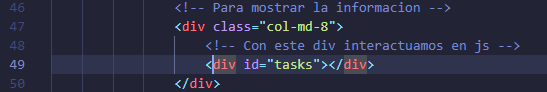 46 <!-- Para mostrar la informacion -->
47 <div class="col-md-8">
48 <!-- Con este div interactuamos en js -->
49 <div id="tasks"></div>
50 </div>